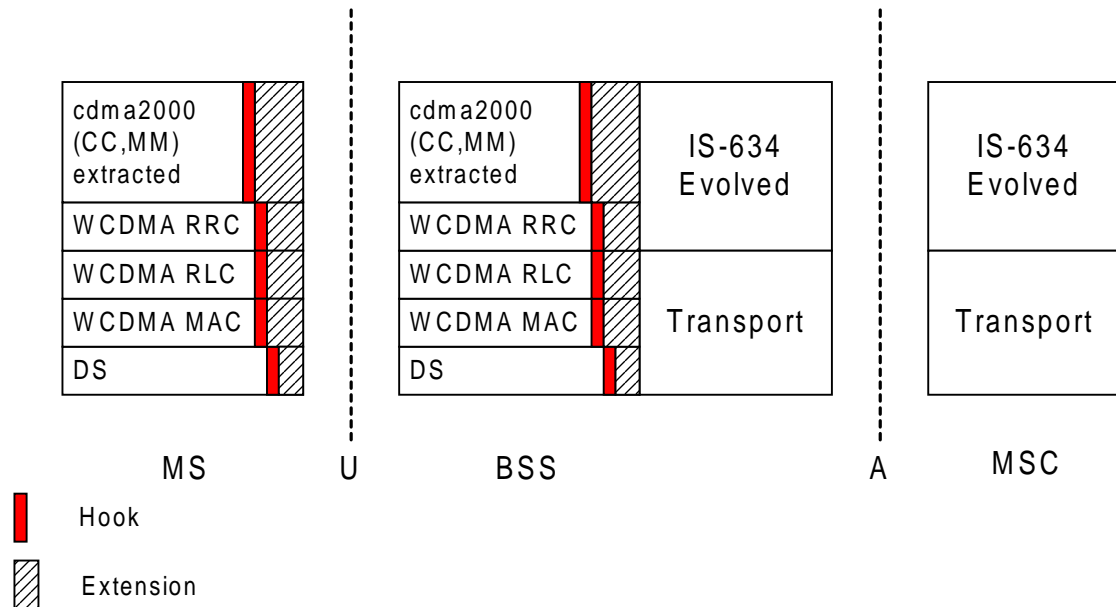 cdma2000
(CC,MM)
extracted
WCDMA RRC
WCDMA RLC
WCDMA MAC
DS
cdma2000
(CC,MM)
extracted
WCDMA RRC
WCDMA RLC
WCDMA MAC
DS
IS-634
Evolved
Transport
IS-634
Evolved
Transport
MS
U
BSS
A
MSC
Hook
Extension